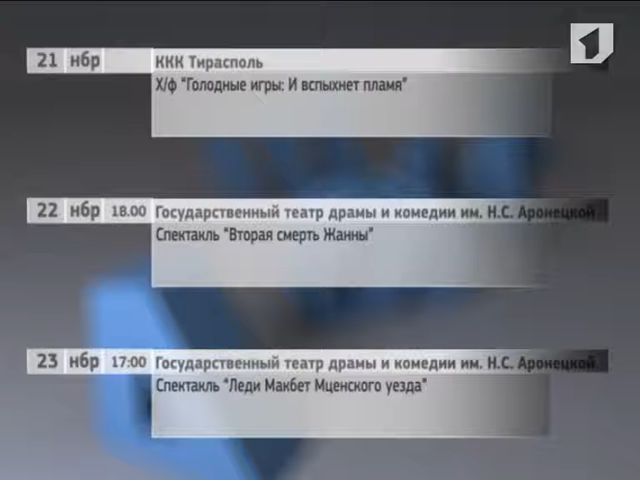 21 нбр ККК Тирасполь
Х/ф "Голодные игры: И вспыхнет пламя"
22 нбр 18.00 Государственный театр драмы и комедии им. Н.С. Аронецкой
Спектакль "Вторая смерть Жанны"
23 нбр 17:00 Государственный театр драмы и комедии им. Н.С. Аронецкой
Спектакль "Леди Макбет Мценского уезда"
1